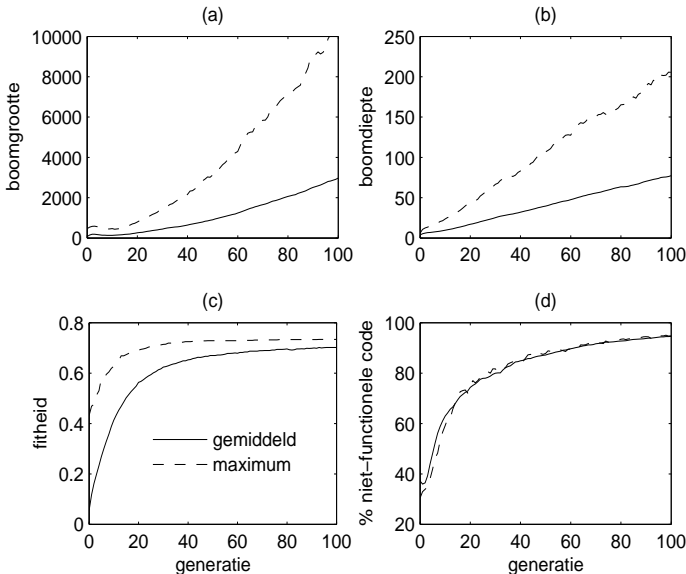 (a)
10000
8000
6000
4000
2000
0
boomgrootte
0 20 40 60 80 100
(b)
250
200
150
100
50
0
boomdiepte
0 20 40 60 80 100
(c)
0.8
0.6
0.4
0.2
0
fitheid
gemiddeld
maximum
0 20 40 60 80 100
generatie
(d)
100
80
60
40
20
% niet-functionele code
0 20 40 60 80 100
generatie